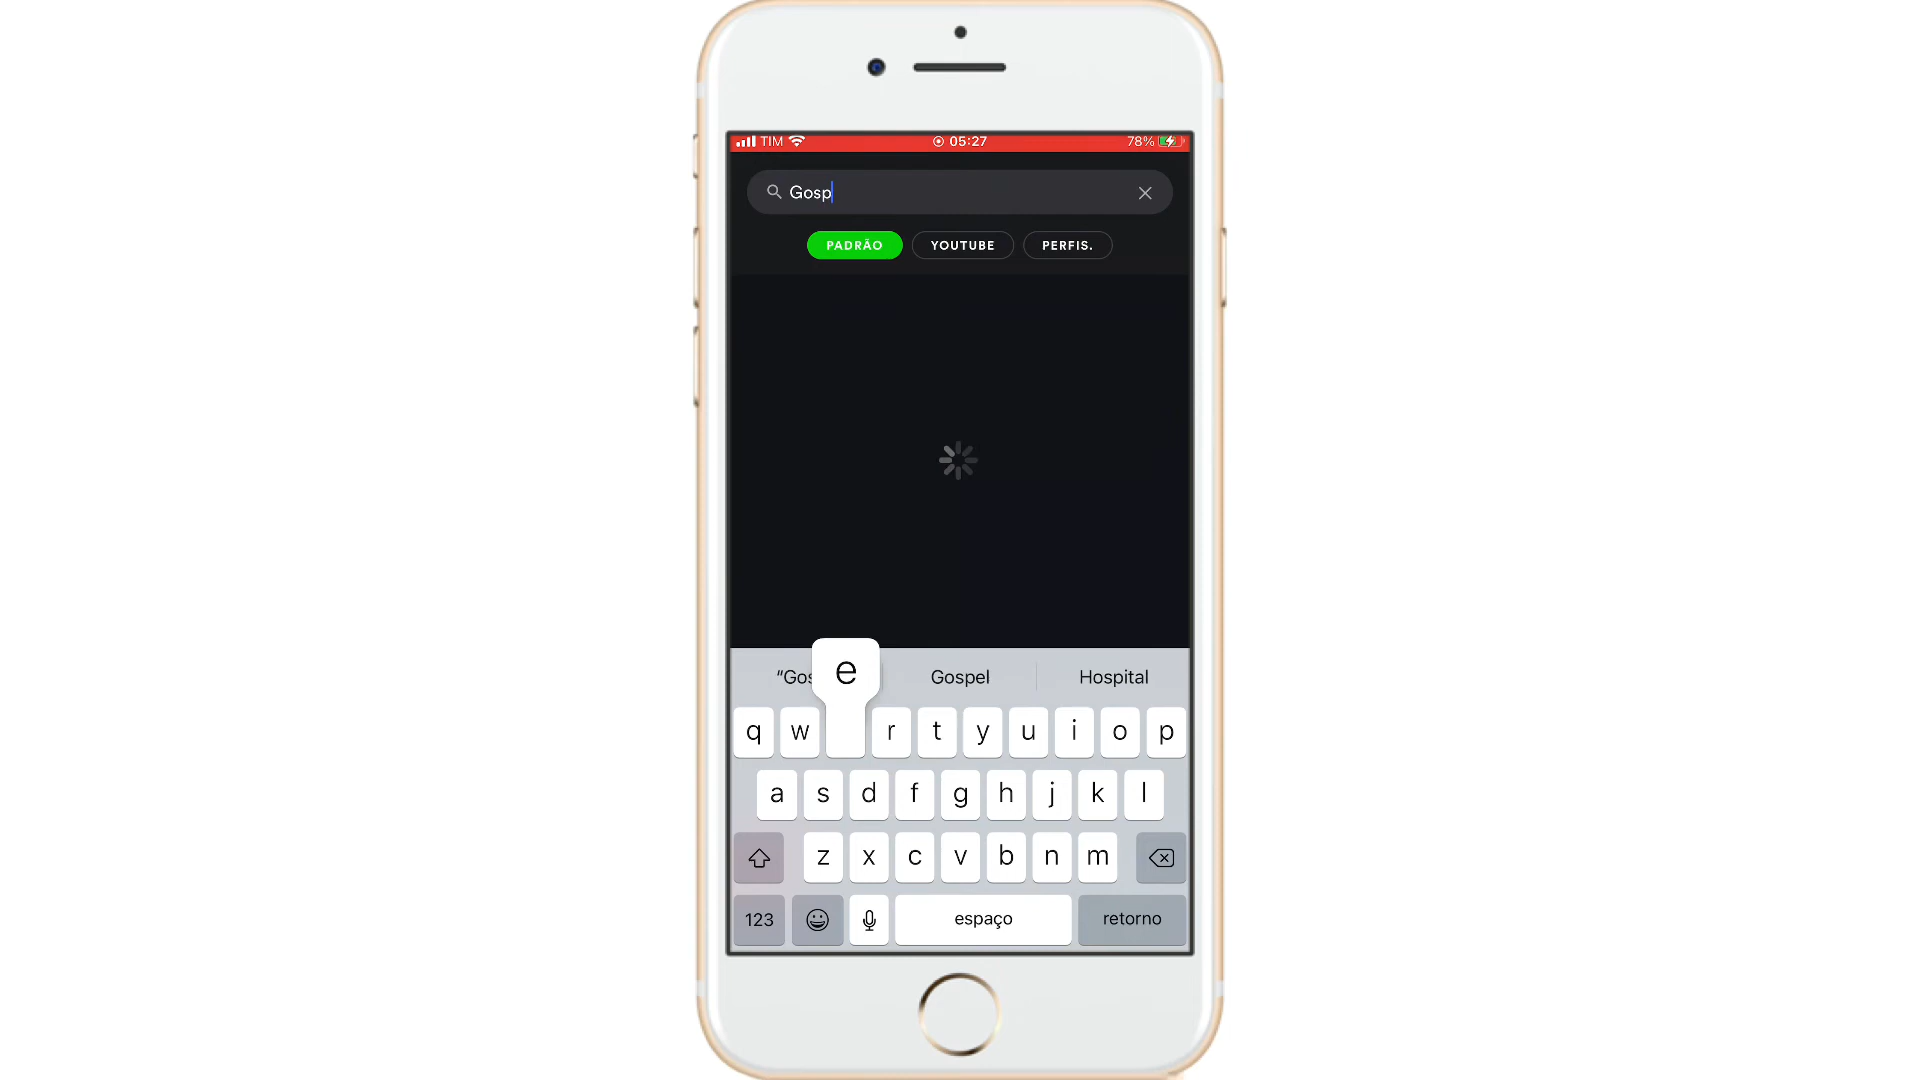 TIM 05:27 78%
Gosp
PADRÃO YOUTUBE PERFIS.
“Gos Gospel Hospital
e
q w r t y u i o p
a s d f g h j k l
z x c v b n m
123 espaço retorno